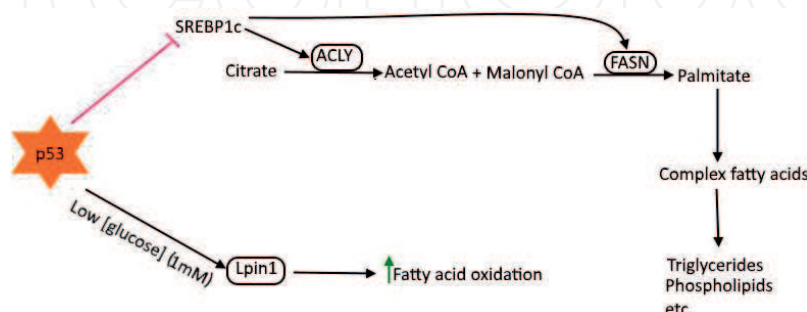 SREBP1c
ACLY
FASN
Citrate
Acetyl CoA + Malonyl CoA
Palmitate
p53
Complex fatty acids
Low [glucose] (1mM)
Lpin1
Fatty acid oxidation
Triglycerides
Phospholipids
etc